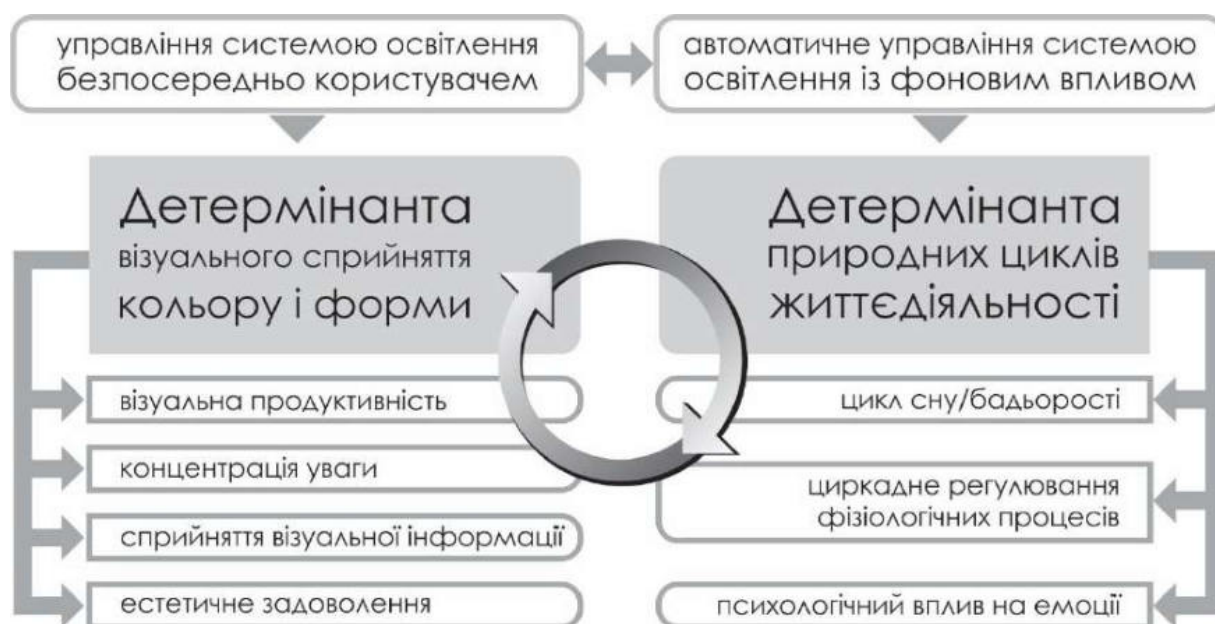 управління системою освітлення
безпосередньо користувачем
автоматичне управління системою
освітлення із фоновим впливом
Детермінанта
візуального сприйняття
кольору і форми
Детермінанта
природних циклів
життєдіяльності
візуальна продуктивність
концентрація уваги
сприйняття візуальної інформації
естетичне задоволення
цикл сну/бадьорості
циркадне регулювання
фізіологічних процесів
психологічний вплив на емоції